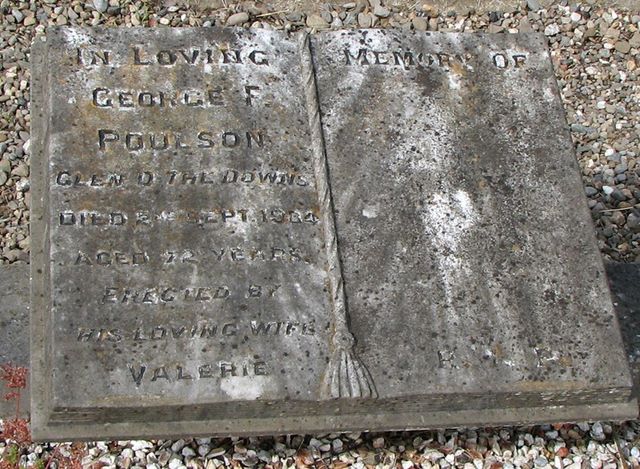 In Loving Memory of
George F.
Poulson
Glen O' The Downs
Died Sept. 1964
Aged 72 Years.
Erected By
His Loving Wife
Valerie
R. I. P.